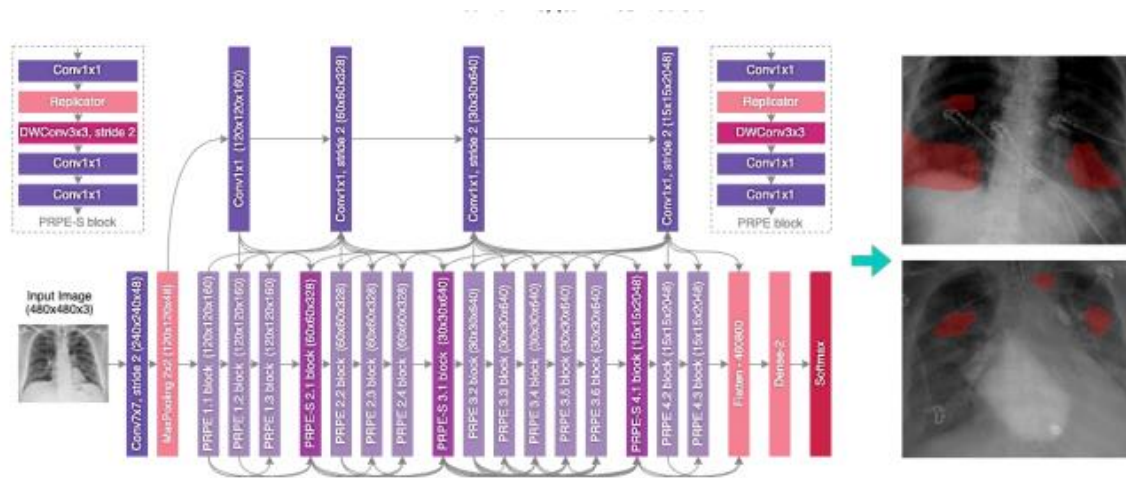 Conv1x1
Replicator
DWConv3x3, stride 2
Conv1x1
Conv1x1
PRPE-S block
Conv1x1 (120x120x160)
Conv1x1, stride 2 (60x60x328)
Conv1x1, stride 2 (30x30x640)
Conv1x1, stride 2 (15x15x2048)
Conv1x1
Replicator
DWConv3x3
Conv1x1
Conv1x1
PRPE block
Input Image
(480x480x3)
Conv7x7, stride 2 (240x240x48)
MaxPooling 2x2 (120x120x48)
PRPE 1.1 block (120x120x160)
PRPE 1.2 block (120x120x160)
PRPE 1.3 block (120x120x160)
PRPE-S 2.1 block (60x60x328)
PRPE 2.2 block (60x60x328)
PRPE 2.3 block (60x60x328)
PRPE 2.4 block (60x60x328)
PRPE-S 3.1 block (30x30x640)
PRPE 3.2 block (30x30x640)
PRPE 3.3 block (30x30x640)
PRPE 3.4 block (30x30x640)
PRPE 3.5 block (30x30x640)
PRPE 3.6 block (30x30x640)
PRPE-S 4.1 block (15x15x2048)
PRPE 4.2 block (15x15x2048)
PRPE 4.3 block (15x15x2048)
Flatten - 460800
Dense-2
Softmax